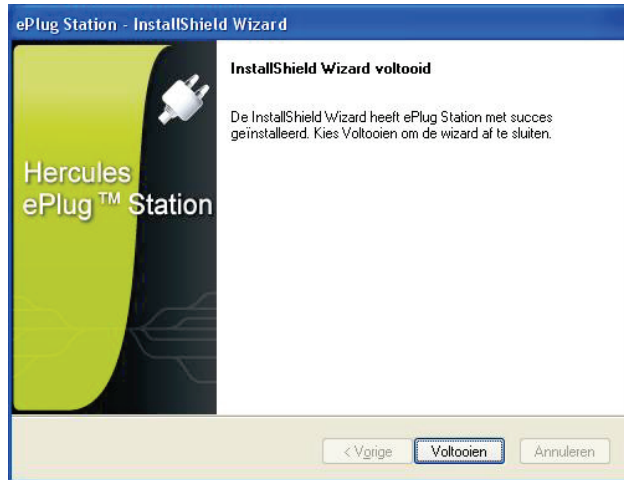 ePlug Station - InstallShield Wizard
InstallShield Wizard voltooid
De InstallShield Wizard heeft ePlug Station met succes
geïnstalleerd. Kies Voltooien om de wizard af te sluiten.
Hercules
ePlug™ Station
< Vorige
Voltooien
Annuleren